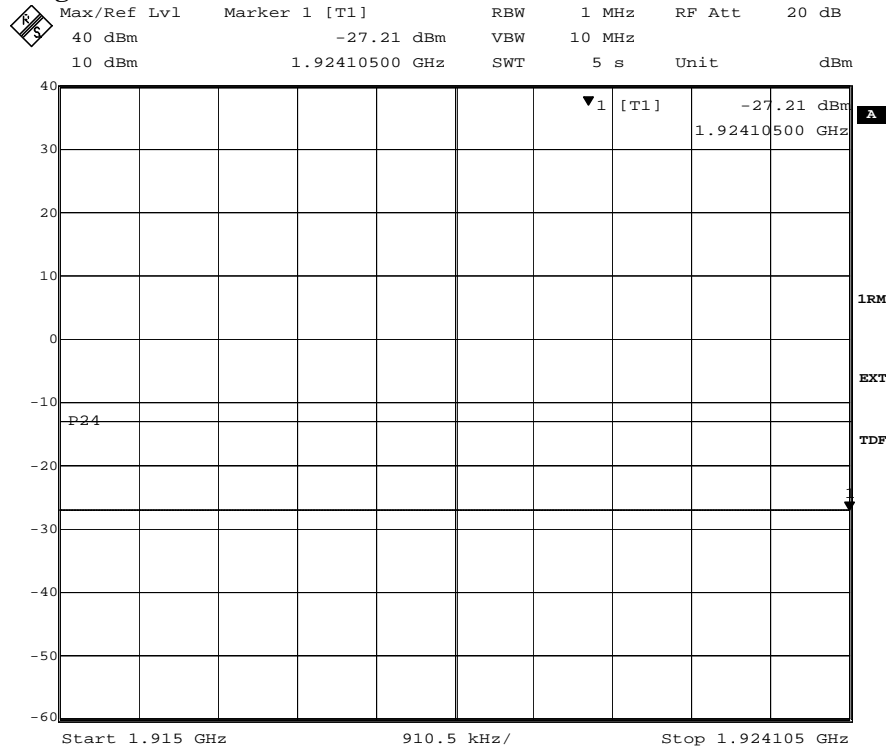 R S
Max/Ref Lvl Marker 1 [T1] RBW 1 MHz RF Att 20 dB
40 dBm -27.21 dBm VBW 10 MHz
10 dBm 1.92410500 GHz SWT 5 s Unit dBm
40
1 [T1] -27.21 dBm
A
1.92410500 GHz
30
20
10
1RM
0
EXT
-10
P24
TDF
-20
1
-30
-40
-50
-60
Start 1.915 GHz 910.5 kHz/ Stop 1.924105 GHz